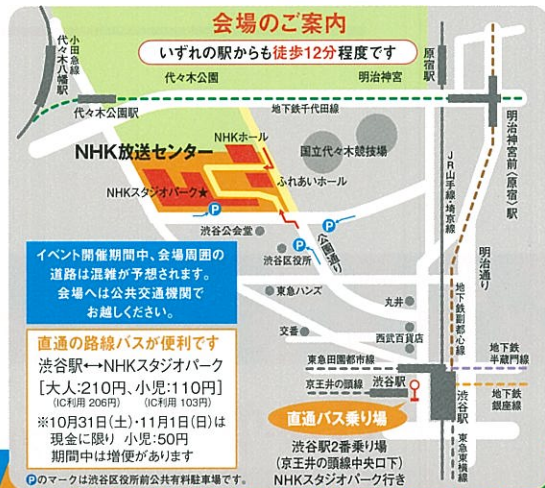 会場のご案内
いずれの駅からも徒歩12分程度です
小田急線
代々木八幡駅
代々木公園
明治神宮
原宿駅
代々木公園駅
地下鉄千代田線
明治神宮前〈原宿〉駅
NHKホール
NHK放送センター
国立代々木競技場
ふれあいホール
NHKスタジオパーク★
JR山手線・埼京線
明治通り
P
渋谷公会堂
P
公園通り
P
渋谷区役所
地下鉄副都心線
イベント開催期間中、会場周囲の
道路は混雑が予想されます。
会場へは公共交通機関で
お越しください。
東急ハンズ
丸井
交番
西武百貨店
直通の路線バスが便利です
渋谷駅↔NHKスタジオパーク
[大人:210円、小児:110円]
(IC利用 206円) (IC利用 103円)
※10月31日(土)・11月1日(日)は
現金に限り 小児:50円
期間中は増便があります
東急田園都市線
地下鉄半蔵門線
京王井の頭線
渋谷駅
地下鉄銀座線
渋谷駅
東急東横線
直通バス乗り場
渋谷駅2番乗り場
(京王井の頭線中央口下)
NHKスタジオパーク行き
Pのマークは渋谷区役所前公共有料駐車場です。